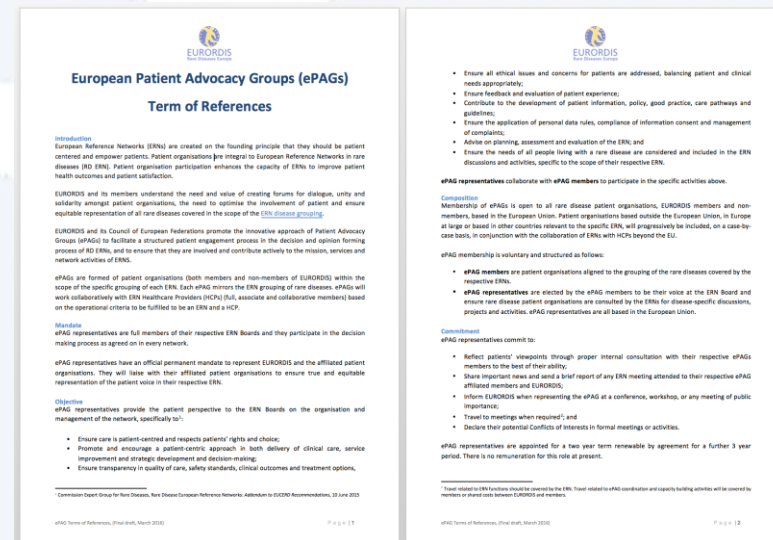 EURORDIS
Rare Diseases Europe
European Patient Advocacy Groups (ePAGs)
Term of References
Introduction
European Reference Networks (ERNs) are created on the founding principle that they should be patient
centered and empower patients. Patient organisations are integral to European Reference Networks in rare
diseases (RD ERN). Patient organisation participation enhances the capacity of ERNs to improve patient
health outcomes and patient satisfaction.
EURORDIS and its members understand the need and value of creating forums for dialogue, unity and
solidarity amongst patient organisations, the need to optimise the involvement of patient and ensure
equitable representation of all rare diseases covered in the scope of the ERN disease grouping.
EURORDIS and its Council of European Federations promote the innovative approach of Patient Advocacy
Groups (ePAGs) to facilitate a structured patient engagement process in the decision and opinion forming
process of RD ERNs, and to ensure that they are involved and contribute actively to the mission, services and
network activities of ERNS.
ePAGs are formed of patient organisations (both members and non-members of EURORDIS) within the
scope of the specific grouping of each ERN. Each ePAG mirrors the ERN grouping of rare diseases. ePAGs will
work collaboratively with ERN Healthcare Providers (HCPs) (full, associate and collaborative members) based
on the operational criteria to be fulfilled to be an ERN and a HCP.
Mandate
ePAG representatives are full members of their respective ERN Boards and they participate in the decision
making process as agreed on in every network.
ePAG representatives have an official permanent mandate to represent EURORDIS and the affiliated patient
organisations. They will liaise with their affiliated patient organisations to ensure true and equitable
representation of the patient voice in their respective ERN.
Objective
ePAG representatives provide the patient perspective to the ERN Boards on the organisation and
management of the network, specifically to¹:
• Ensure care is patient-centred and respects patients' rights and choice;
• Promote and encourage a patient-centric approach in both delivery of clinical care, service
improvement and strategic development and decision-making;
• Ensure transparency in quality of care, safety standards, clinical outcomes and treatment options,
¹ Commission Expert Group for Rare Diseases, Rare Disease European Reference Networks: Addendum to EUCERD Recommendations, 10 June 2015
ePAG Terms of References, (Final draft, March 2016)
Page | 1
EURORDIS
Rare Diseases Europe
• Ensure all ethical issues and concerns for patients are addressed, balancing patient and clinical
needs appropriately;
• Ensure feedback and evaluation of patient experience;
• Contribute to the development of patient information, policy, good practice, care pathways and
guidelines;
• Ensure the application of personal data rules, compliance of information consent and management
of complaints;
• Advise on planning, assessment and evaluation of the ERN; and
• Ensure the needs of all people living with a rare disease are considered and included in the ERN
discussions and activities, specific to the scope of their respective ERN.
ePAG representatives collaborate with ePAG members to participate in the specific activities above.
Composition
Membership of ePAGs is open to all rare disease patient organisations, EURORDIS members and non-
members, based in the European Union. Patient organisations based outside the European Union, in Europe
at large or based in other countries relevant to the specific ERN, will progressively be included, on a case-by-
case basis, in conjunction with the collaboration of ERNs with HCPs beyond the EU.
ePAG membership is voluntary and structured as follows:
• ePAG members are patient organisations aligned to the grouping of the rare diseases covered by the
respective ERNs.
• ePAG representatives are elected by the ePAG members to be their voice at the ERN Board and
ensure rare disease patient organisations are consulted by the ERNs for disease-specific discussions,
projects and activities. ePAG representatives are all based in the European Union.
Commitment
ePAG representatives commit to:
• Reflect patients' viewpoints through proper internal consultation with their respective ePAGs
members to the best of their ability;
• Share important news and send a brief report of any ERN meeting attended to their respective ePAG
affiliated members and EURORDIS;
• Inform EURORDIS when representing the ePAG at a conference, workshop, or any meeting of public
importance;
• Travel to meetings when required²; and
• Declare their potential Conflicts of Interests in formal meetings or activities.
ePAG representatives are appointed for a two year term renewable by agreement for a further 3 year
period. There is no remuneration for this role at present.
² Travel related to ERN functions should be covered by the ERN. Travel related to ePAG coordination and capacity building activities will be covered by
members or shared costs between EURORDIS and members.
ePAG Terms of References, (Final draft, March 2016)
Page | 2